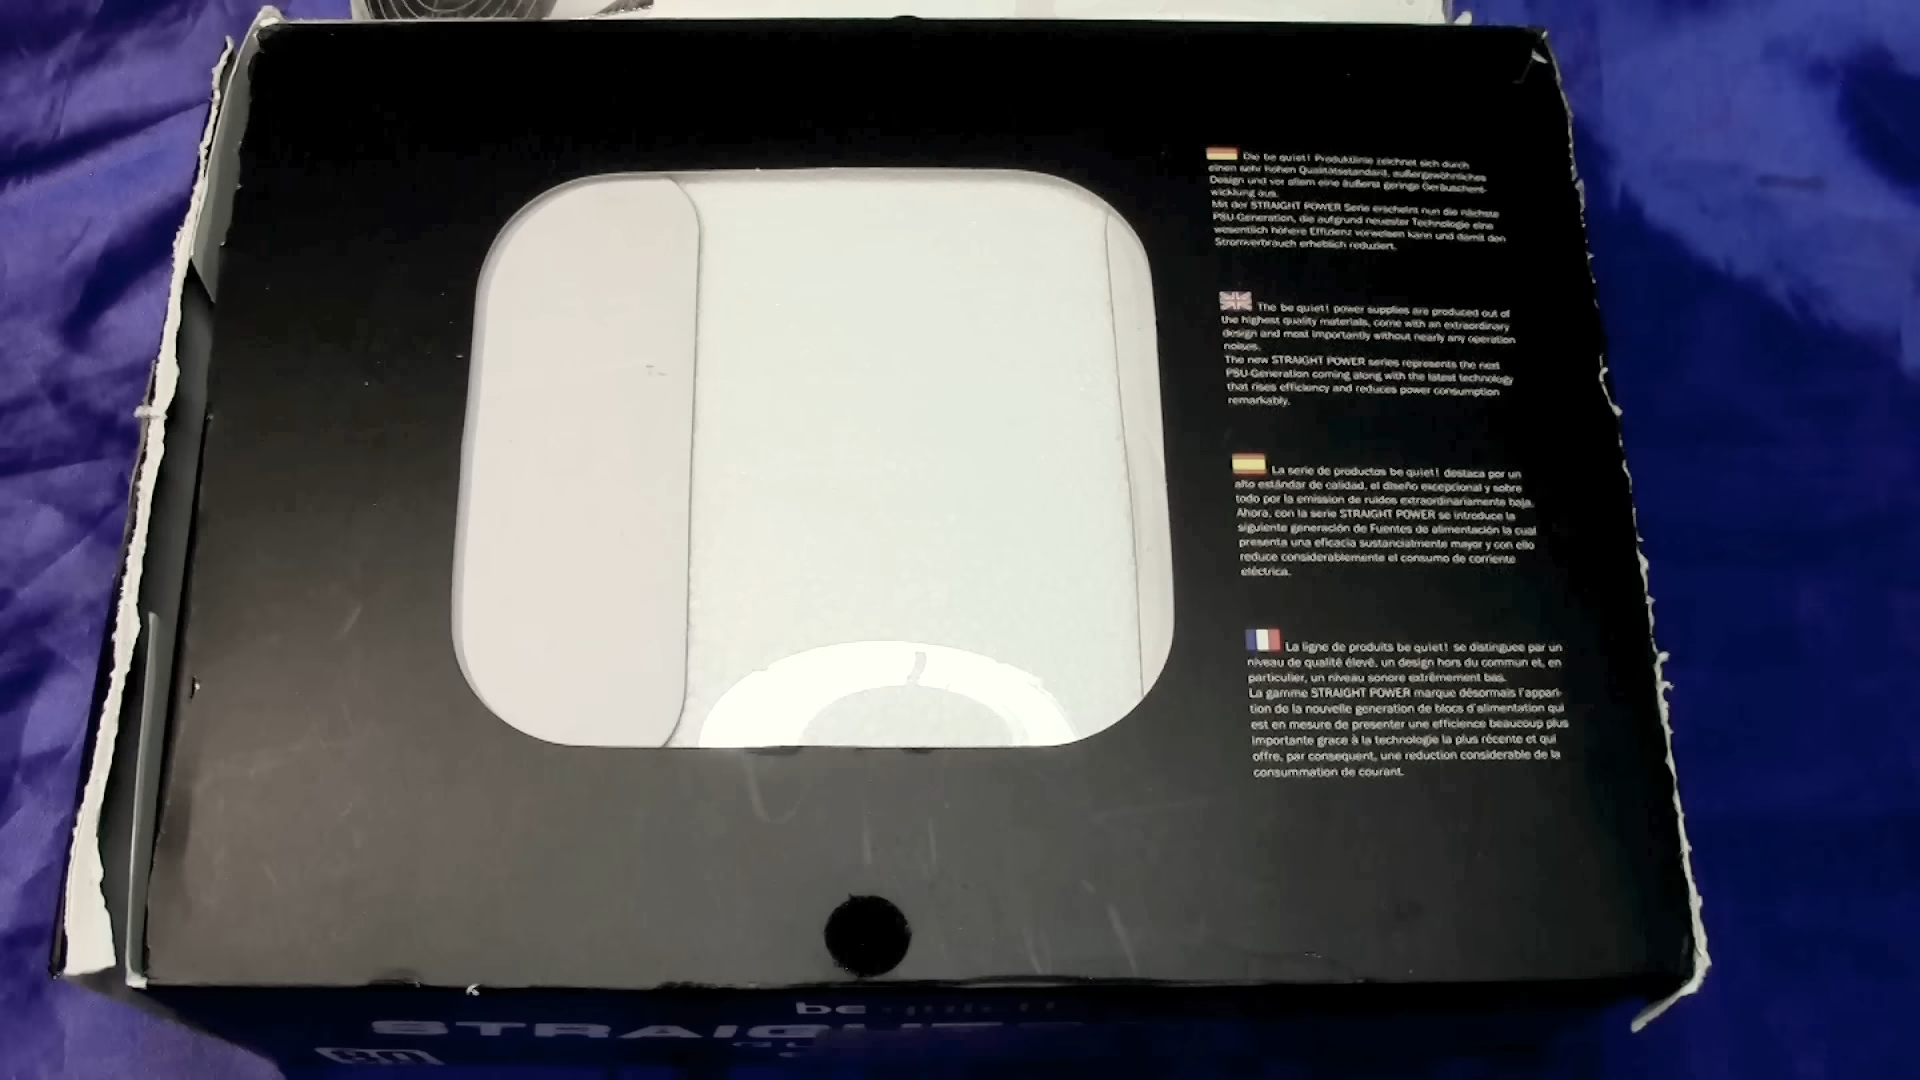 Die be quiet! Produktlinie zeichnet sich durch
einen sehr hohen Qualitätsstandard, außergewöhnliches
Design und vor allem eine äußerst geringe Geräuschent-
wicklung aus.
Mit der STRAIGHT POWER Serie erscheint nun die nächste
PSU-Generation, die aufgrund neuester Technologie eine
wesentlich höhere Effizienz vorweisen kann und damit den
Stromverbrauch erheblich reduziert.
The be quiet! power supplies are produced out of
the highest quality materials, come with an extraordinary
design and most importantly without nearly any operation
noises.
The new STRAIGHT POWER series represents the next
PSU-Generation coming along with the latest technology
that rises efficiency and reduces power consumption
remarkably.
La serie de productos be quiet! destaca por un
alto estándar de calidad, el diseño excepcional y sobre
todo por la emission de ruidos extraordinariamente baja.
Ahora, con la serie STRAIGHT POWER se introduce la
siguiente generación de Fuentes de alimentación la cual
presenta una eficacia sustancialmente mayor y con ello
reduce considerablemente el consumo de corriente
eléctrica.
La ligne de produits be quiet! se distinguee par un
niveau de qualité élevé, un design hors du commun et, en
particulier, un niveau sonore extrêmement bas.
La gamme STRAIGHT POWER marque désormais l'appari-
tion de la nouvelle generation de blocs d'alimentation qui
est en mesure de presenter une efficience beaucoup plus
importante grace à la technologie la plus récente et qui
offre, par consequent, une reduction considerable de la
consummation de courant.
be
STRAIGHT